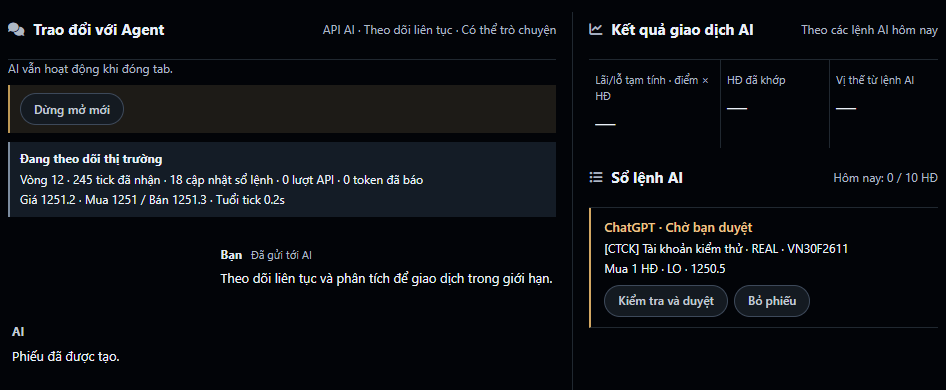 Trao đổi với Agent
API AI · Theo dõi liên tục · Có thể trò chuyện
AI vẫn hoạt động khi đóng tab.
Dừng mở mới
Đang theo dõi thị trường
Vòng 12 · 245 tick đã nhận · 18 cập nhật sổ lệnh · 0 lượt API · 0 token đã báo
Giá 1251.2 · Mua 1251 / Bán 1251.3 · Tuổi tick 0.2s
Bạn Đã gửi tới AI
Theo dõi liên tục và phân tích để giao dịch trong giới hạn.
AI
Phiếu đã được tạo.
Kết quả giao dịch AI
Theo các lệnh AI hôm nay
Lãi/lỗ tạm tính · điểm ×
HĐ
—
HĐ đã khớp
—
Vị thế từ lệnh AI
—
Sổ lệnh AI
Hôm nay: 0 / 10 HĐ
ChatGPT · Chờ bạn duyệt
[CTCK] Tài khoản kiểm thử · REAL · VN30F2611
Mua 1 HĐ · LO · 1250.5
Kiểm tra và duyệt
Bỏ phiếu